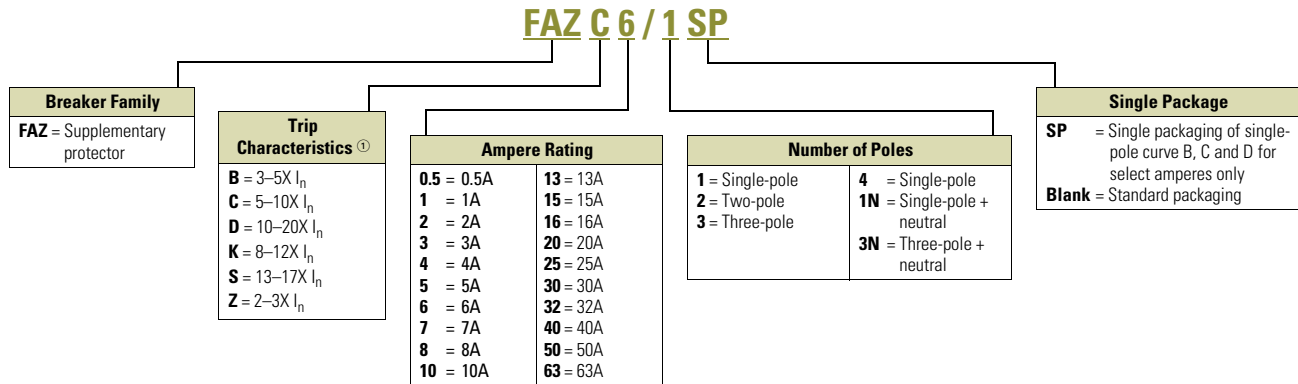 FAZ C 6 / 1 SP
Breaker Family
FAZ = Supplementary
protector
Trip
Characteristics ①
B = 3–5X In
C = 5–10X In
D = 10–20X In
K = 8–12X In
S = 13–17X In
Z = 2–3X In
Ampere Rating
0.5 = 0.5A
1 = 1A
2 = 2A
3 = 3A
4 = 4A
5 = 5A
6 = 6A
7 = 7A
8 = 8A
10 = 10A
13 = 13A
15 = 15A
16 = 16A
20 = 20A
25 = 25A
30 = 30A
32 = 32A
40 = 40A
50 = 50A
63 = 63A
Number of Poles
1 = Single-pole
2 = Two-pole
3 = Three-pole
4 = Single-pole
1N = Single-pole +
neutral
3N = Three-pole +
neutral
Single Package
SP = Single packaging of single-
pole curve B, C and D for
select amperes only
Blank = Standard packaging